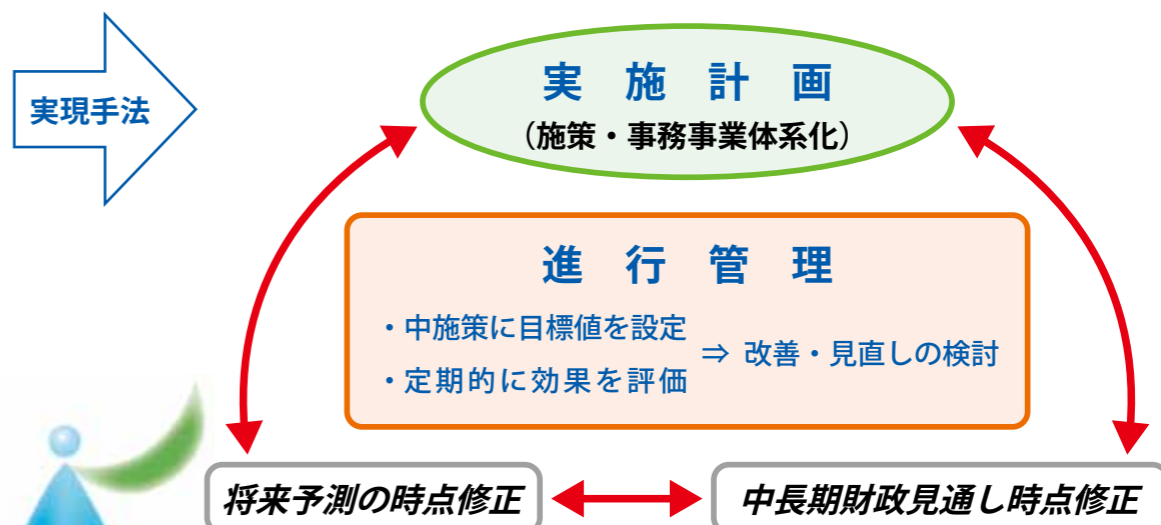 実現手法
実施計画
（施策・事務事業体系化）
進行管理
・中施策に目標値を設定
・定期的に効果を評価
⇒ 改善・見直しの検討
将来予測の時点修正
中長期財政見通し時点修正